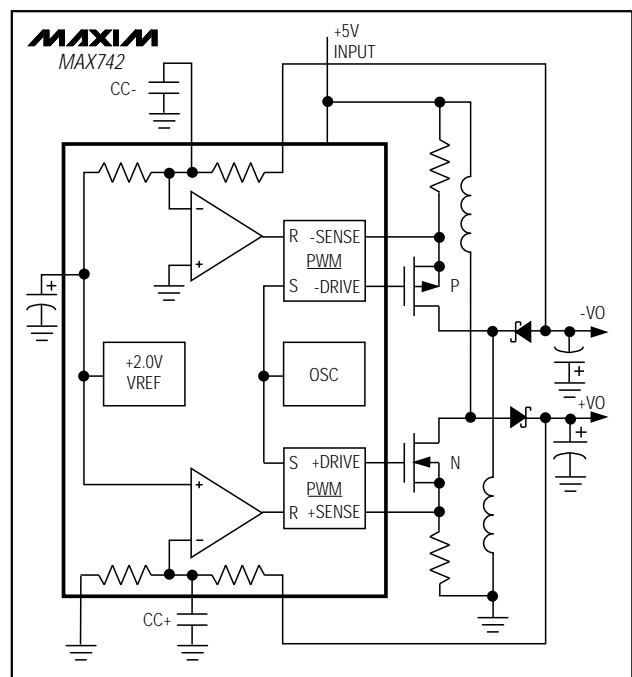 MAXIM
MAX742
+5V
INPUT
CC-
-
+
R -SENSE
PWM
S -DRIVE
P
-VO
+
+
+2.0V
VREF
OSC
+VO
+
S +DRIVE
PWM
R +SENSE
N
+
-
CC+